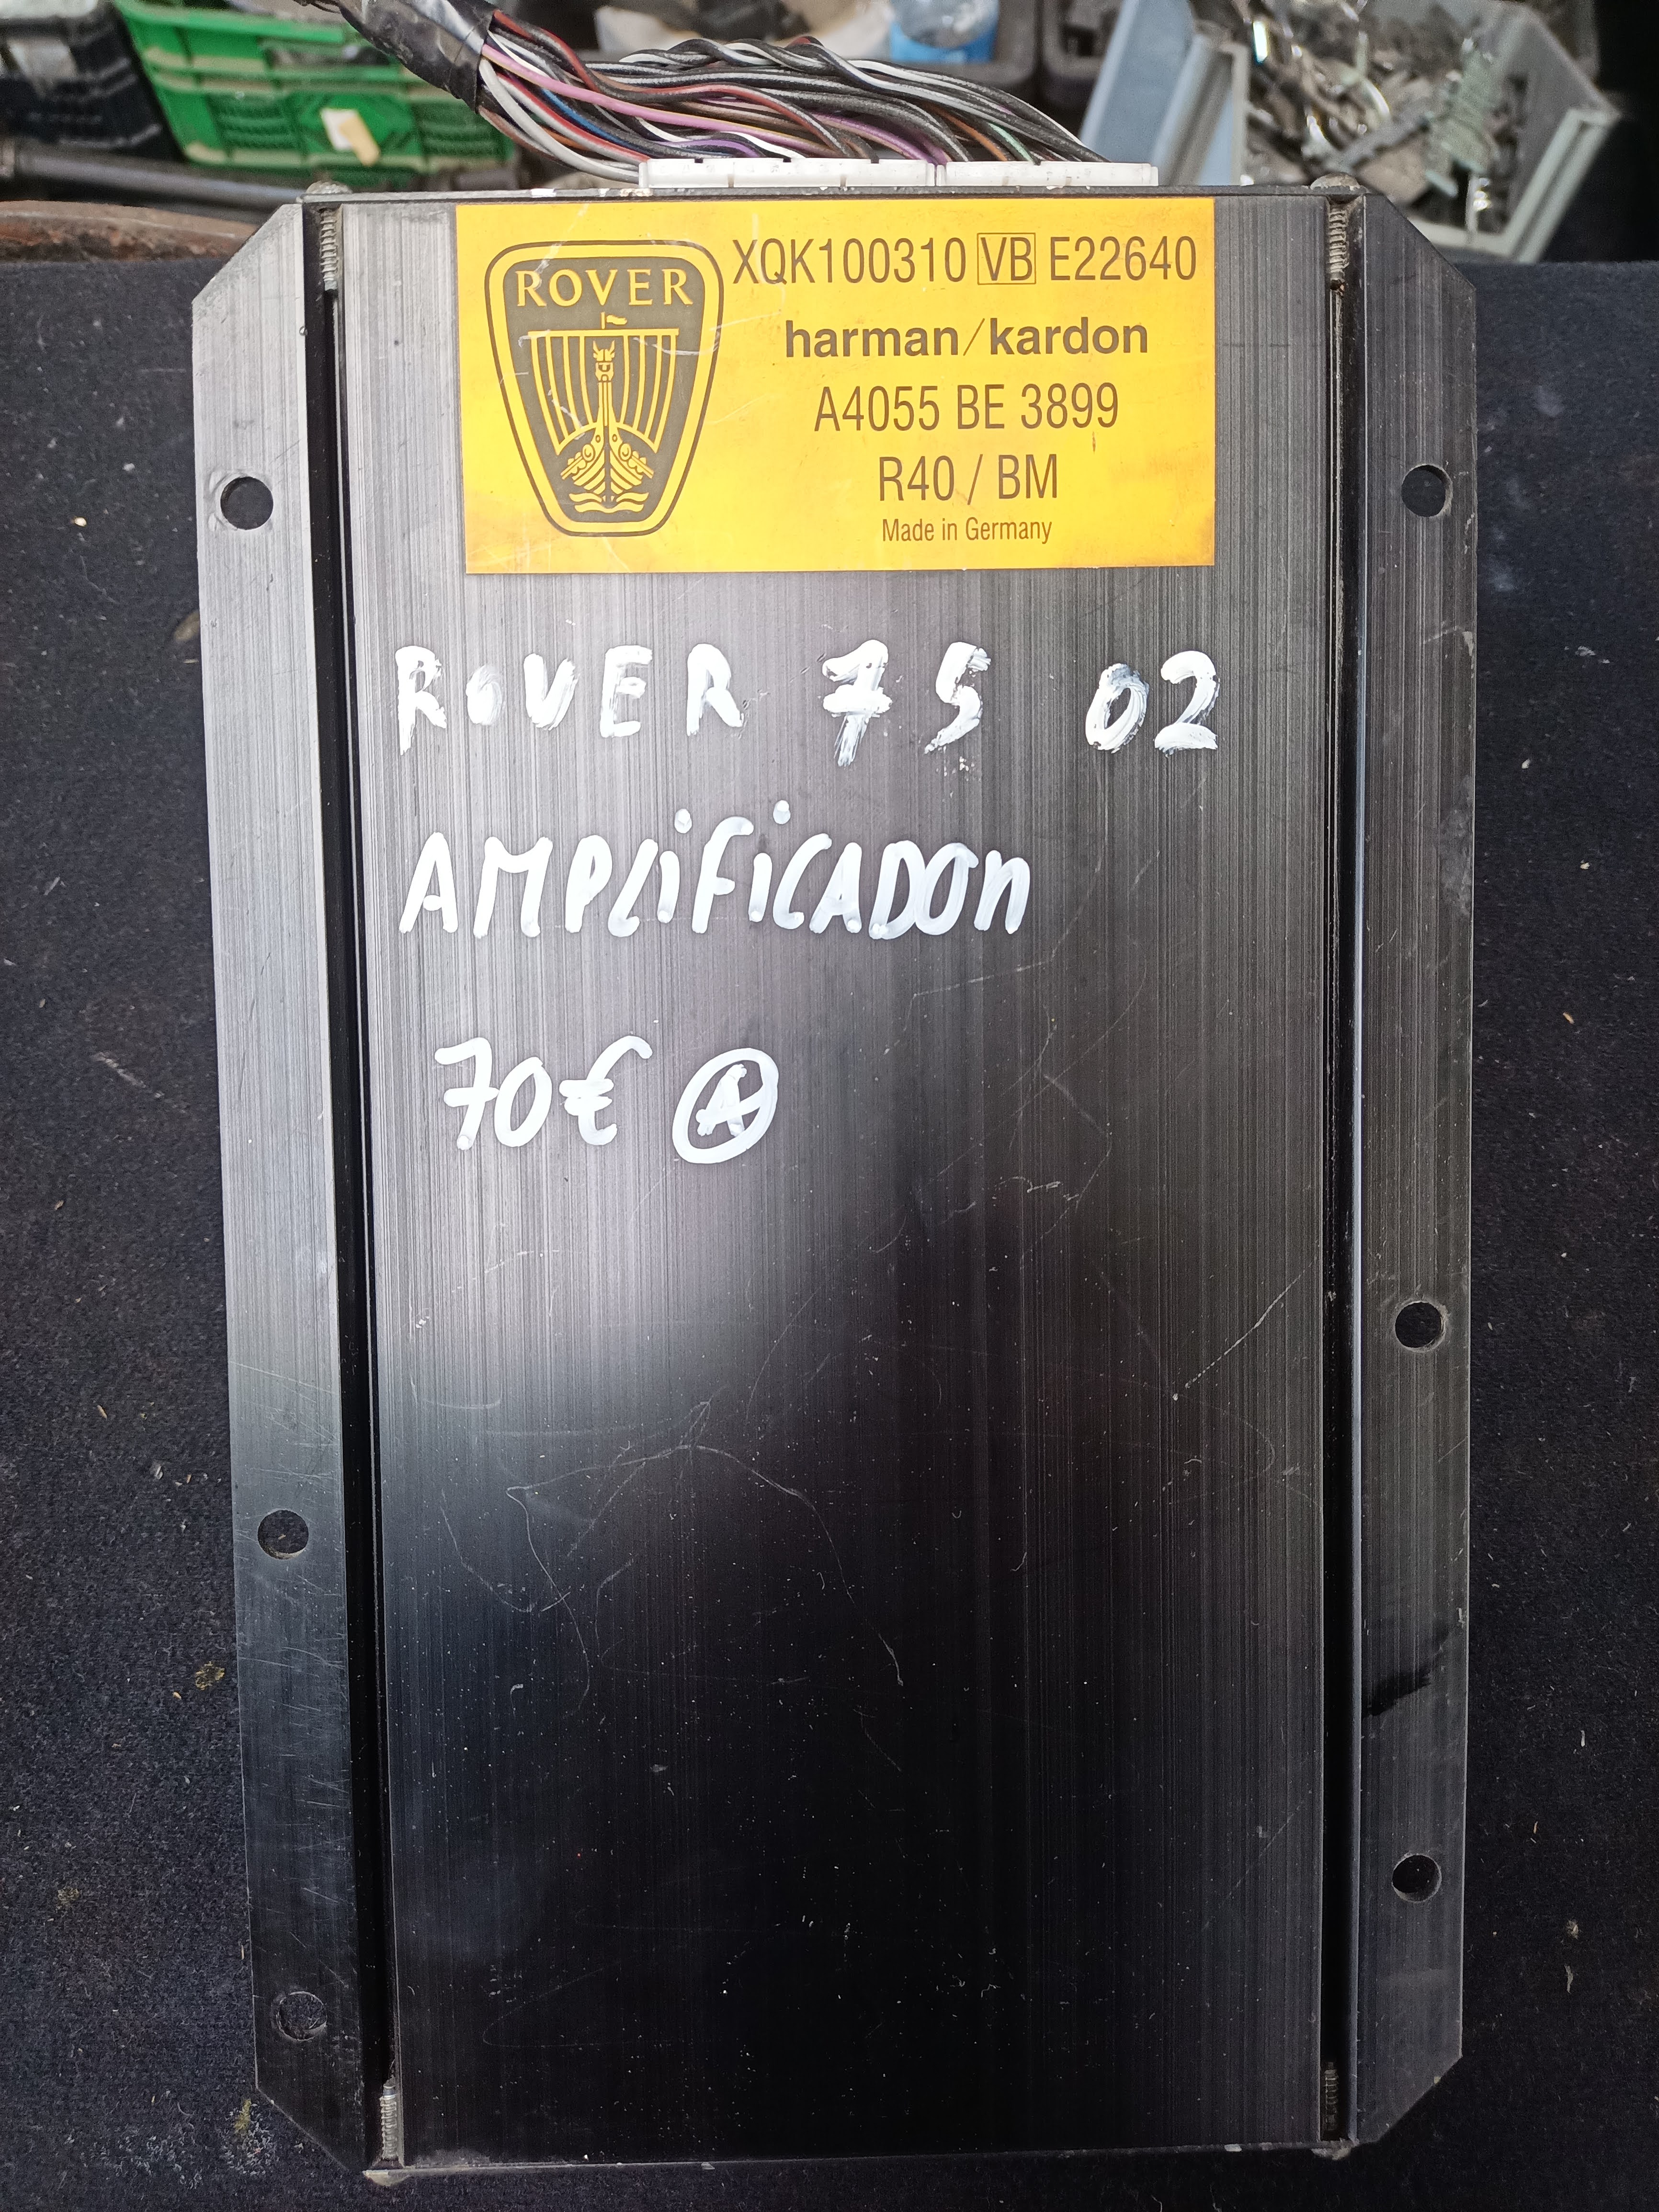 ROVER
XQK100310 VB E22640
harman/kardon
A4055 BE 3899
R40 / BM
Made in Germany
ROVER 75 02
AMPLiFiCADOR
70€ A